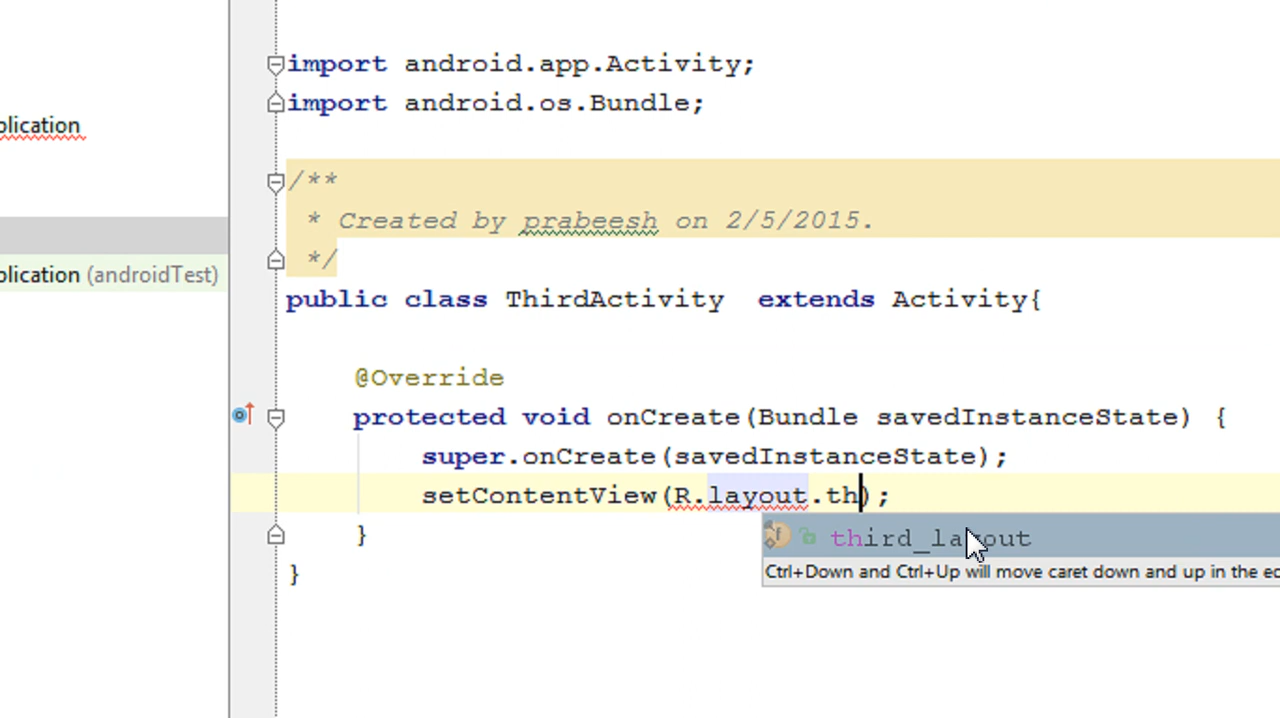 import android.app.Activity;
import android.os.Bundle;
plication
/**
* Created by prabeesh on 2/5/2015.
*/
plication (androidTest)
public class ThirdActivity extends Activity{
@Override
protected void onCreate(Bundle savedInstanceState) {
super.onCreate(savedInstanceState);
setContentView(R.layout.th);
third_layout
}
Ctrl+Down and Ctrl+Up will move caret down and up in the ed
}